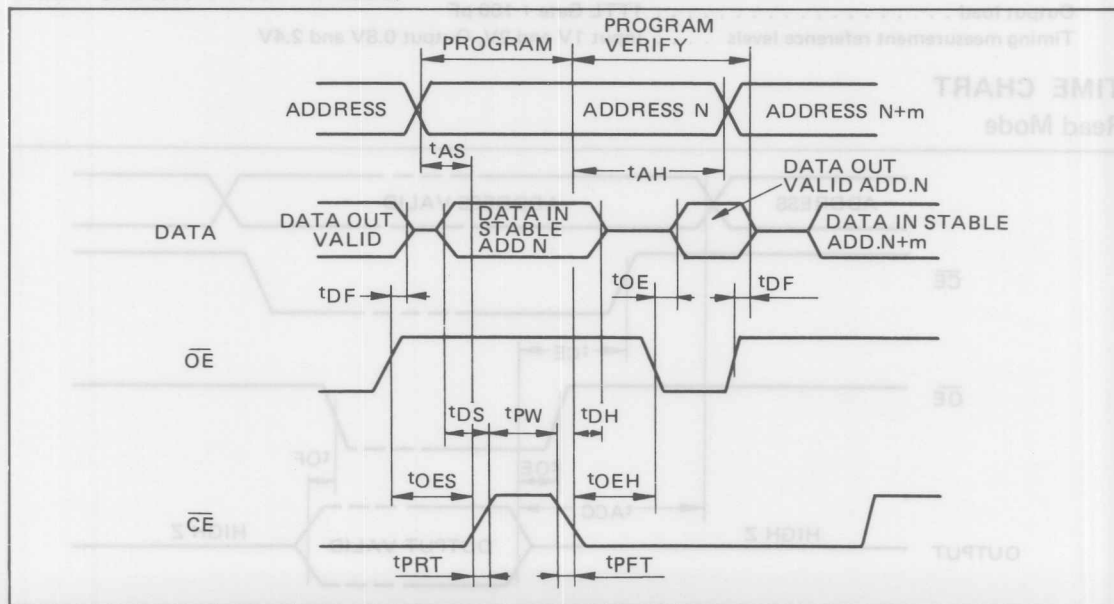 PROGRAM
PROGRAM
VERIFY
ADDRESS
ADDRESS N
ADDRESS N+m
tAS
tAH
DATA OUT
VALID ADD.N
DATA
DATA OUT
VALID
DATA IN
STABLE
ADD N
DATA IN STABLE
ADD.N+m
tDF
tOE
tDF
OE
tDS
tPW
tDH
tOES
tOEH
CE
tPRT
tPFT